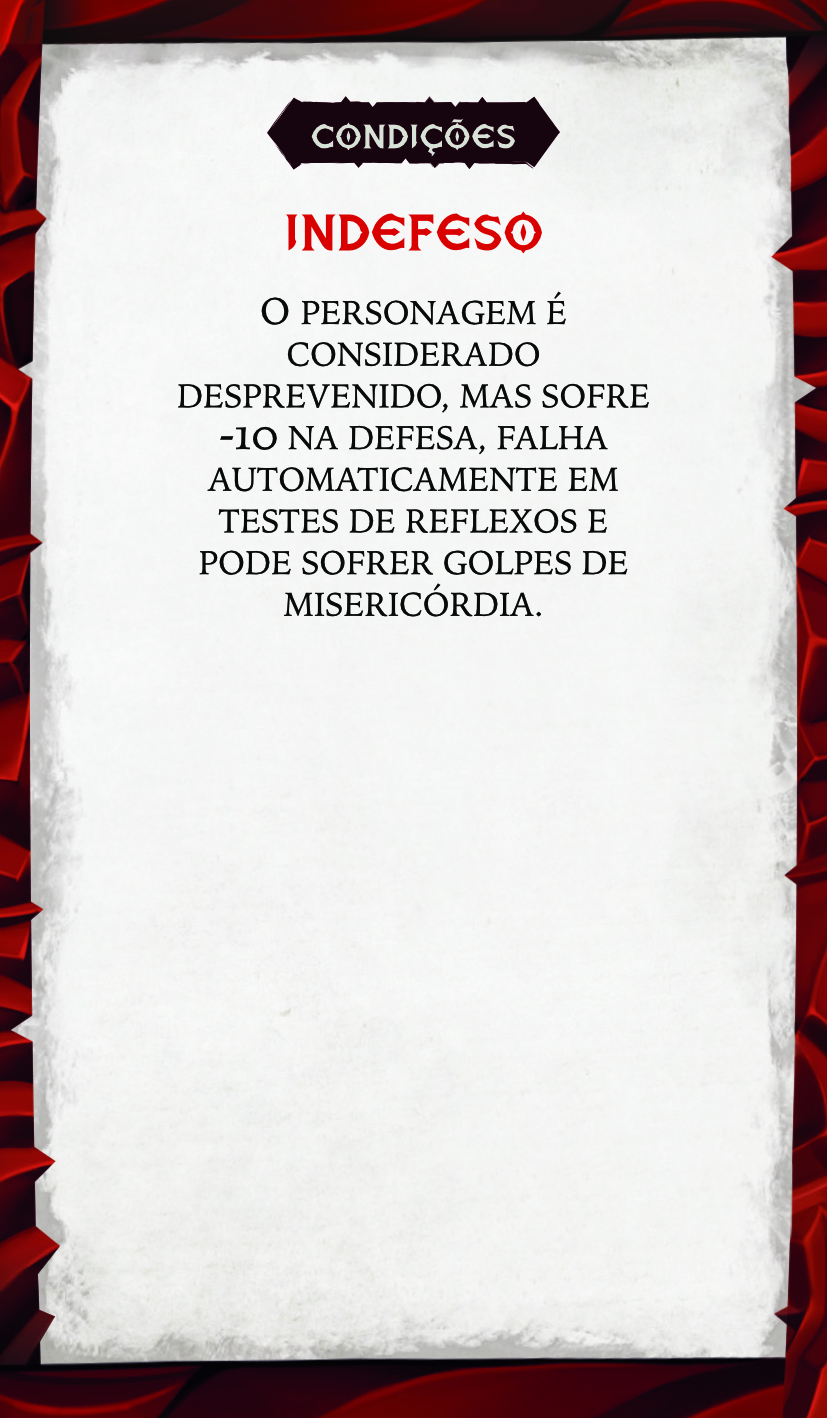 CONDIÇÕES
INDEFESO
O PERSONAGEM É
CONSIDERADO
DESPREVENIDO, MAS SOFRE
-10 NA DEFESA, FALHA
AUTOMATICAMENTE EM
TESTES DE REFLEXOS E
PODE SOFRER GOLPES DE
MISERICÓRDIA.